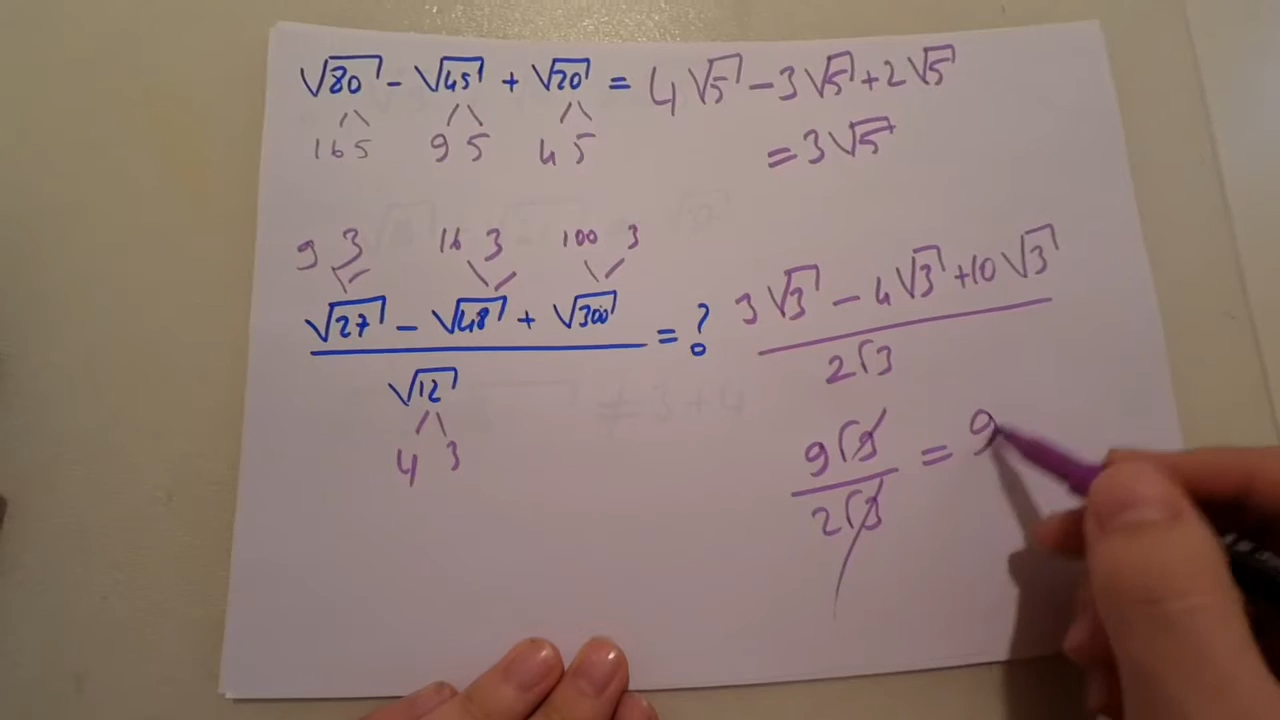 √80 - √45 + √20 = 4√5 - 3√5 + 2√5
16 5 9 5 4 5
= 3√5
9 3 16 3 100 3
√27 - √48 + √300
= ?
√12
4 3
3√3 - 4√3 + 10√3
2√3
9√3 = 9
2√3